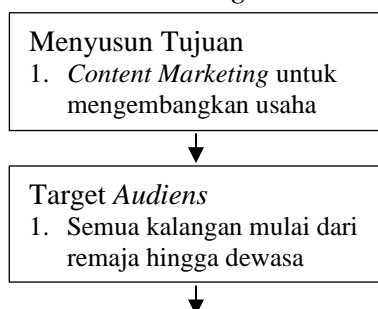 Menyusun Tujuan
1. Content Marketing untuk
mengembangkan usaha
Target Audiens
1. Semua kalangan mulai dari
remaja hingga dewasa